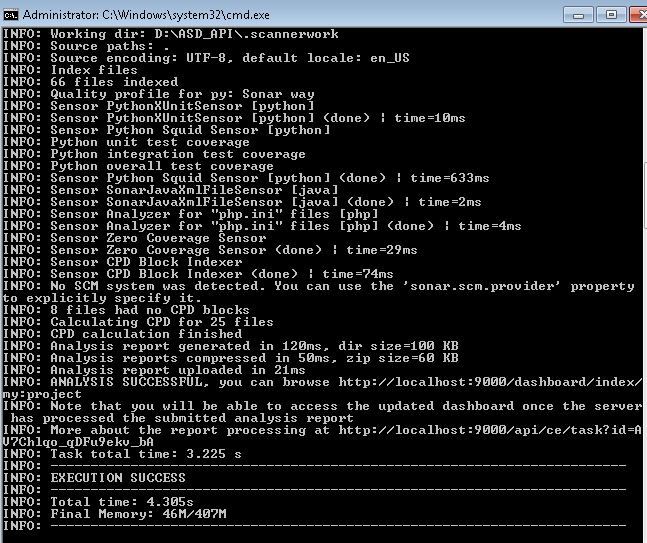 Administrator: C:\Windows\system32\cmd.exe
INFO: Working dir: D:\ASD_API\.scannerwork
INFO: Source paths: .
INFO: Source encoding: UTF-8, default locale: en_US
INFO: Index files
INFO: 66 files indexed
INFO: Quality profile for py: Sonar way
INFO: Sensor PythonXUnitSensor [python]
INFO: Sensor PythonXUnitSensor [python] (done) | time=10ms
INFO: Sensor Python Squid Sensor [python]
INFO: Python unit test coverage
INFO: Python integration test coverage
INFO: Python overall test coverage
INFO: Sensor Python Squid Sensor [python] (done) | time=633ms
INFO: Sensor SonarJavaXmlFileSensor [java]
INFO: Sensor SonarJavaXmlFileSensor [java] (done) | time=2ms
INFO: Sensor Analyzer for "php.ini" files [php]
INFO: Sensor Analyzer for "php.ini" files [php] (done) | time=4ms
INFO: Sensor Zero Coverage Sensor
INFO: Sensor Zero Coverage Sensor (done) | time=29ms
INFO: Sensor CPD Block Indexer
INFO: Sensor CPD Block Indexer (done) | time=74ms
INFO: No SCM system was detected. You can use the 'sonar.scm.provider' property
to explicitly specify it.
INFO: 8 files had no CPD blocks
INFO: Calculating CPD for 25 files
INFO: CPD calculation finished
INFO: Analysis report generated in 120ms, dir size=100 KB
INFO: Analysis reports compressed in 50ms, zip size=60 KB
INFO: Analysis report uploaded in 21ms
INFO: ANALYSIS SUCCESSFUL, you can browse http://localhost:9000/dashboard/index/
my:project
INFO: Note that you will be able to access the updated dashboard once the server
has processed the submitted analysis report
INFO: More about the report processing at http://localhost:9000/api/ce/task?id=A
V7Chlqo_qDFu9ekv_bA
INFO: Task total time: 3.225 s
INFO: ------------------------------------------------------------------------
INFO: EXECUTION SUCCESS
INFO: ------------------------------------------------------------------------
INFO: Total time: 4.305s
INFO: Final Memory: 46M/407M
INFO: ------------------------------------------------------------------------